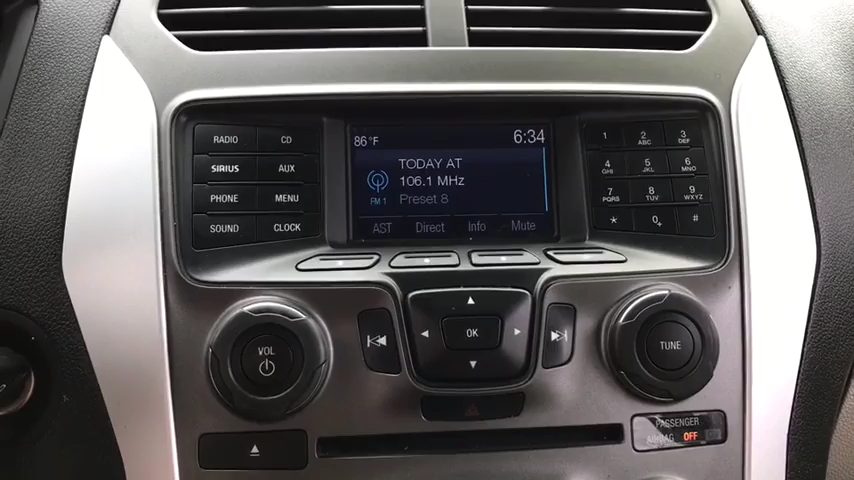 86°F 6:34
TODAY AT
106.1 MHz
FM 1 Preset 8
AST Direct Info Mute
RADIO CD
SIRIUS AUX
PHONE MENU
SOUND CLOCK
1 2 ABC 3 DEF
4 GHI 5 JKL 6 MNO
7 PQRS 8 TUV 9 WXYZ
* 0 + #
VOL
OK
TUNE
PASSENGER
AIRBAG OFF